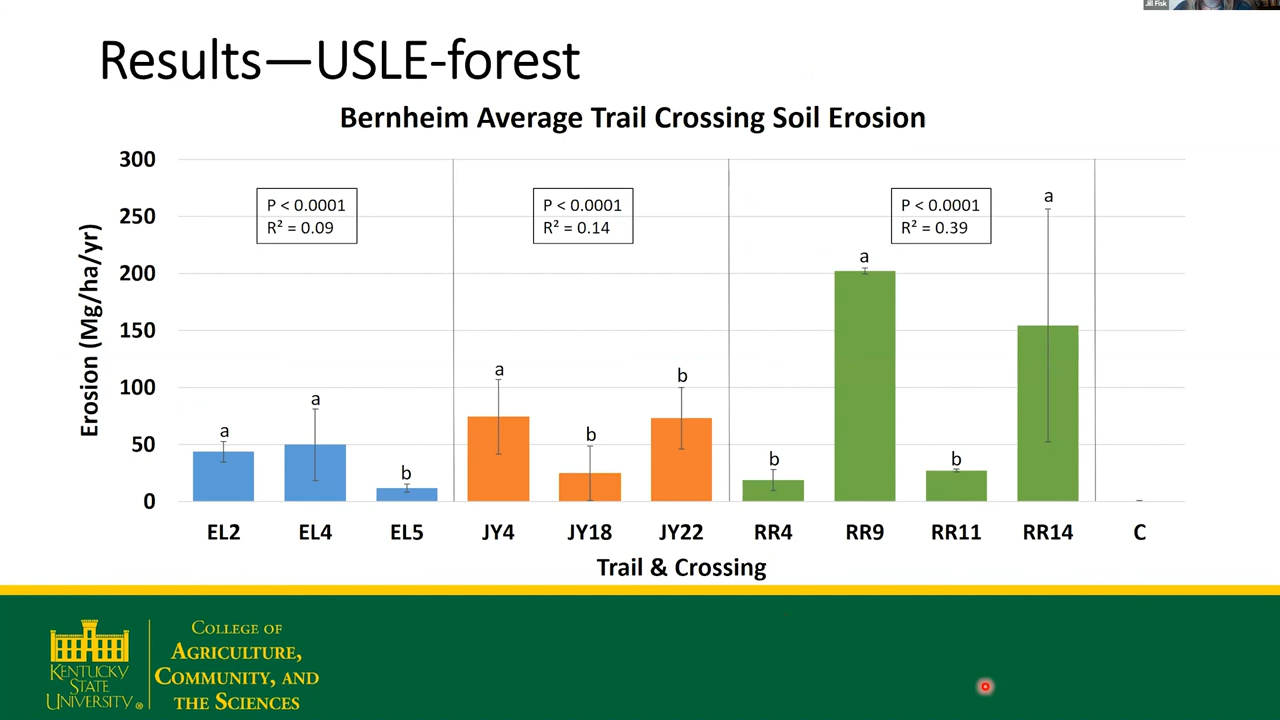 Jill Fisk
Results—USLE-forest
Bernheim Average Trail Crossing Soil Erosion
Erosion (Mg/ha/yr)
300
250
200
150
100
50
0
P < 0.0001
R² = 0.09
P < 0.0001
R² = 0.14
P < 0.0001
R² = 0.39
a
a
b
a
b
b
b
a
b
a
EL2 EL4 EL5 JY4 JY18 JY22 RR4 RR9 RR11 RR14 C
Trail & Crossing
KENTUCKY
STATE
UNIVERSITY®
COLLEGE OF
AGRICULTURE,
COMMUNITY, AND
THE SCIENCES